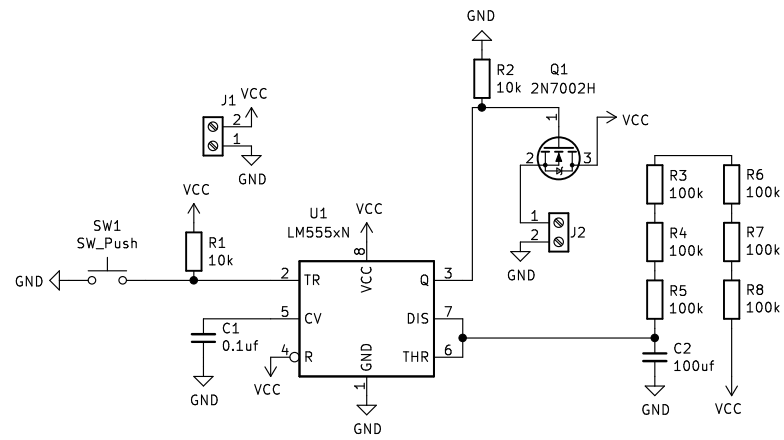 GND
R2
10k
Q1
2N7002H
1
2
3
VCC
J1
VCC
2
1
GND
R3
100k
R6
100k
VCC
U1
LM555xN
VCC
1
2
J2
GND
R4
100k
R7
100k
SW1
SW_Push
R1
10k
GND
2
TR
8
VCC
Q
3
5
CV
DIS
7
R5
100k
R8
100k
C1
0.1uf
4
R
GND
THR
6
C2
100uf
VCC
1
GND
GND
GND
VCC